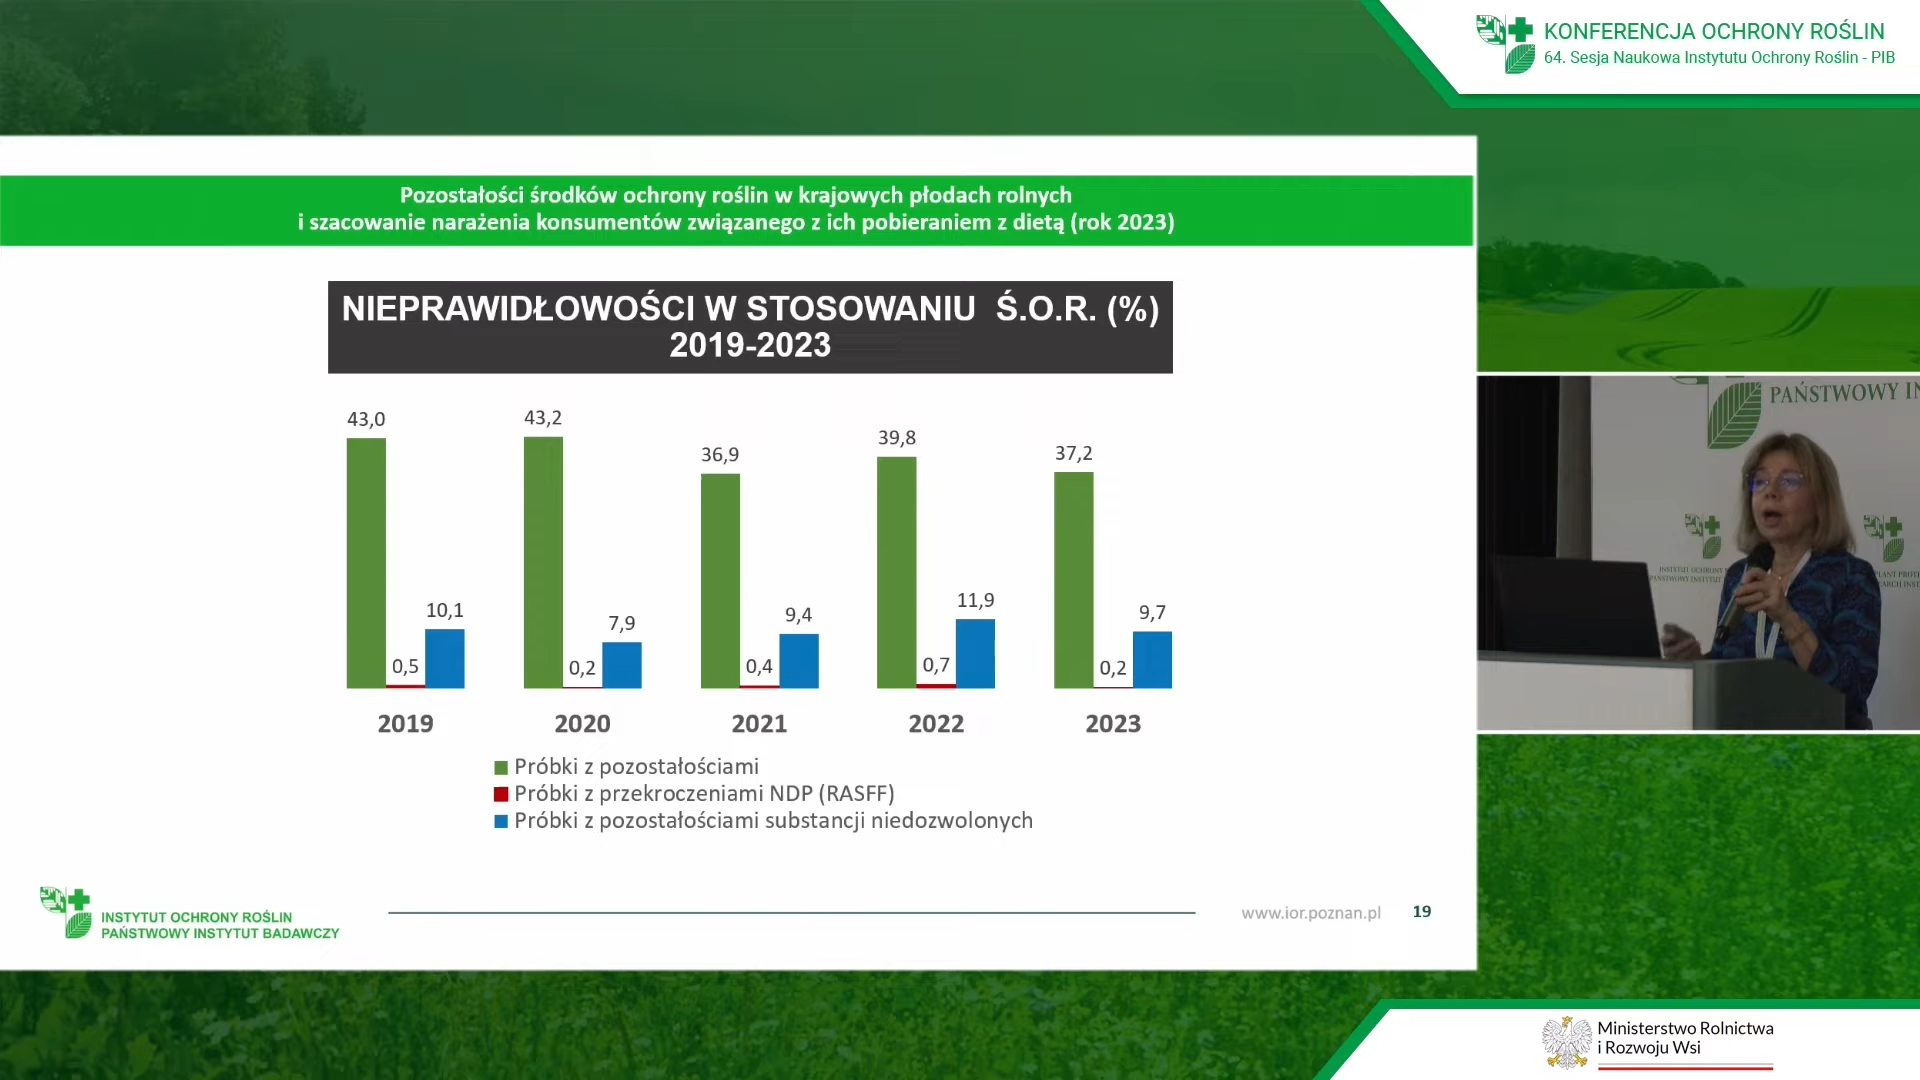 KONFERENCJA OCHRONY ROŚLIN
64. Sesja Naukowa Instytutu Ochrony Roślin - PIB
Pozostałości środków ochrony roślin w krajowych płodach rolnych
i szacowanie narażenia konsumentów związanego z ich pobieraniem z dietą (rok 2023)
NIEPRAWIDŁOWOŚCI W STOSOWANIU Ś.O.R. (%)
2019-2023
43,0
0,5
10,1
43,2
0,2
7,9
36,9
0,4
9,4
39,8
0,7
11,9
37,2
0,2
9,7
2019
2020
2021
2022
2023
Próbki z pozostałościami
Próbki z przekroczeniami NDP (RASFF)
Próbki z pozostałościami substancji niedozwolonych
INSTYTUT OCHRONY ROŚLIN
PAŃSTWOWY INSTYTUT BADAWCZY
www.ior.poznan.pl
19
PAŃSTWOWY IN
Ministerstwo Rolnictwa
i Rozwoju Wsi